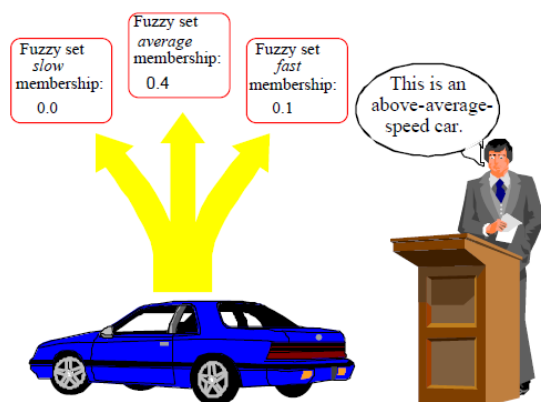 Fuzzy set
slow
membership:
0.0
Fuzzy set
average
membership:
0.4
Fuzzy set
fast
membership:
0.1
This is an
above-average-
speed car.